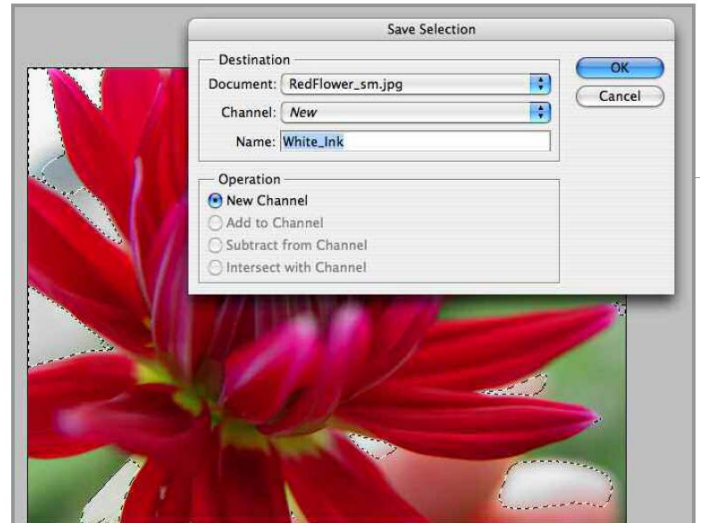 Save Selection
Destination
Document: RedFlower_sm.jpg
Channel: New
Name: White_Ink
OK
Cancel
Operation
New Channel
Add to Channel
Subtract from Channel
Intersect with Channel